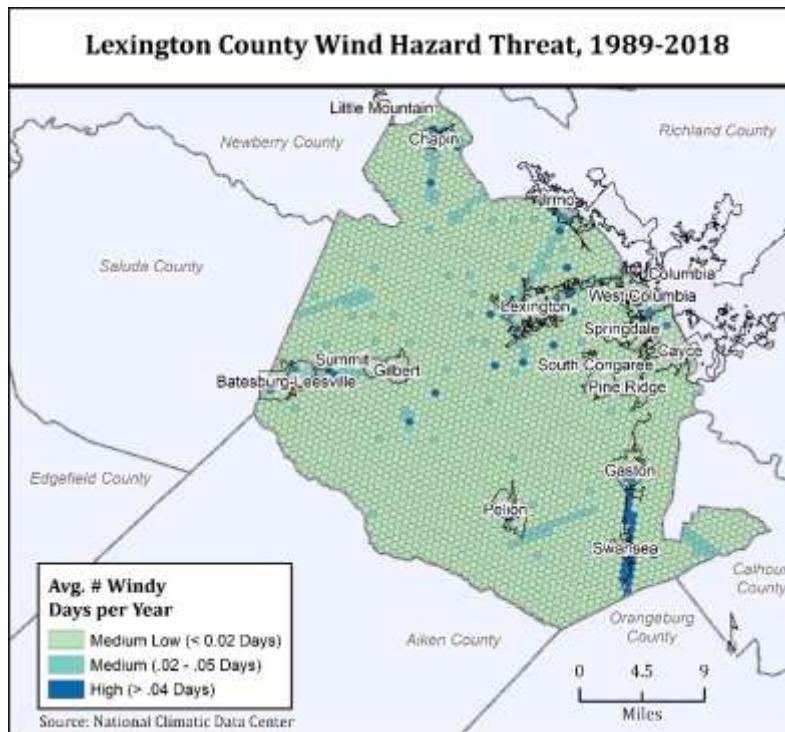 Lexington County Wind Hazard Threat, 1989-2018
Little Mountain
Newberry County
Chapin
Richland County
Irmo
Saluda County
Columbia
West Columbia
Lexington
Springdale
Summit
Gilbert
South Congaree
Cayce
Batesburg-Leesville
Pine Ridge
Edgefield County
Gaston
Pelion
Swansea
Calhoun
County
Orangeburg
County
Aiken County
Avg. # Windy
Days per Year
Medium Low (< 0.02 Days)
Medium (.02 - .05 Days)
High (> .04 Days)
Source: National Climatic Data Center
0 4.5 9
Miles